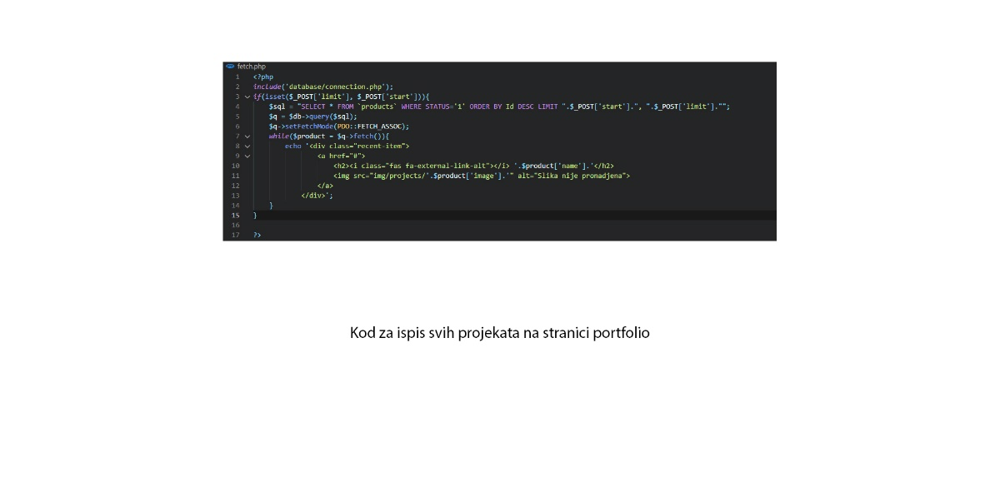 fetch.php
1 <?php
2 include('database/connection.php');
3 if(isset($_POST['limit'], $_POST['start'])){
4 $sql = "SELECT * FROM `products` WHERE STATUS='1' ORDER BY Id DESC LIMIT ".$_POST['start'].", ".$_POST['limit']."";
5 $q = $db->query($sql);
6 $q->setFetchMode(PDO::FETCH_ASSOC);
7 while($product = $q->fetch()){
8 echo '<div class="recent-item">
9 <a href="#">
10 <h2><i class="fas fa-external-link-alt"></i> '.$product['name'].'</h2>
11 <img src="img/projects/'.$product['image'].'" alt="Slika nije pronadjena">
12 </a>
13 </div>';
14 }
15 }
16
17 ?>
Kod za ispis svih projekata na stranici portfolio